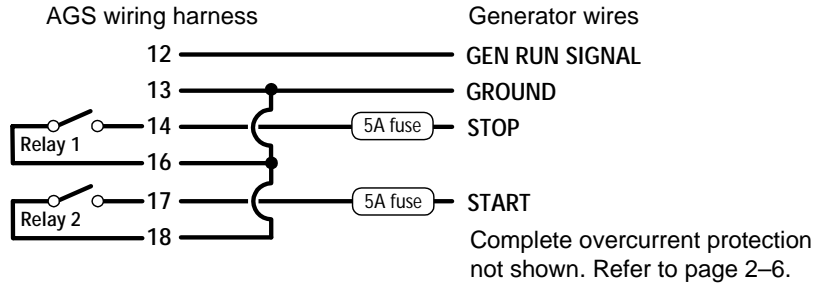 AGS wiring harness Generator wires
12 GEN RUN SIGNAL
13 GROUND
14 5A fuse STOP
Relay 1
16
17 5A fuse START
Relay 2
18
Complete overcurrent protection
not shown. Refer to page 2–6.